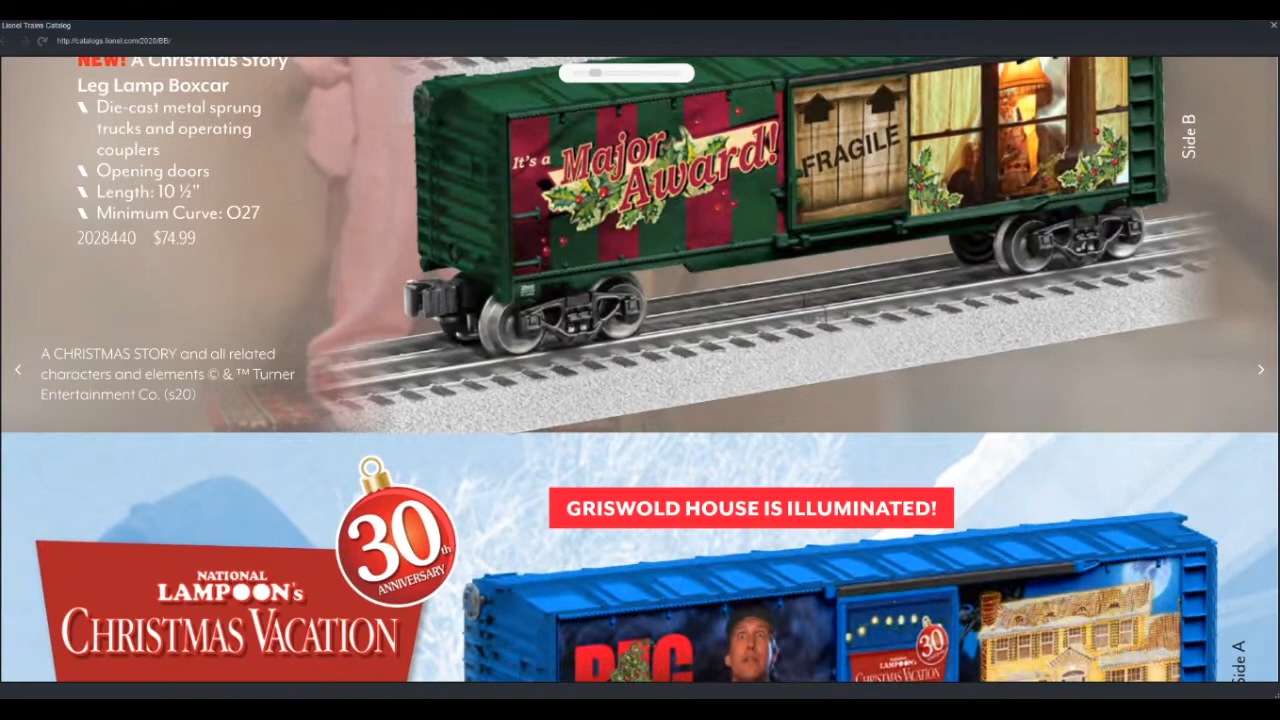 Lionel Trains Catalog
http://catalogs.lionel.com/2020/BB/
NEW! A Christmas Story
Leg Lamp Boxcar
Die-cast metal sprung
trucks and operating
couplers
Opening doors
Length: 10 ½”
Minimum Curve: O27
2028440 $74.99
A CHRISTMAS STORY and all related
characters and elements © & ™ Turner
Entertainment Co. (s20)
It's a Major
Award!
FRAGILE
Side B
GRISWOLD HOUSE IS ILLUMINATED!
30th
ANNIVERSARY
NATIONAL
LAMPOON's
CHRISTMAS VACATION
30
LAMPOON's
CHRISTMAS VACATION
Side A